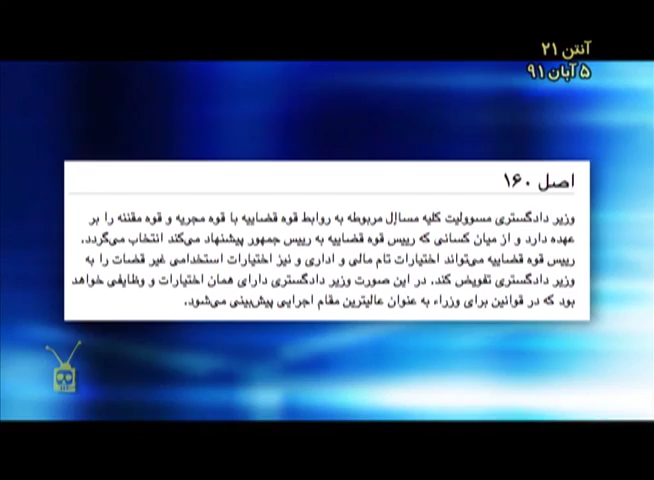 آنتن ۲۱
۵ آبان ۹۱
اصل ۱۶۰
وزیر دادگستری مسوولیت کلیه مسائل مربوطه به روابط قوه قضاییه با قوه مجریه و قوه مقننه را بر
عهده دارد و از میان کسانی که رییس قوه قضاییه به رییس جمهور پیشنهاد می‌کند انتخاب می‌گردد.
رییس قوه قضاییه می‌تواند اختیارات تام مالی و اداری و نیز اختیارات استخدامی غیر قضات را به
وزیر دادگستری تفویض کند. در این صورت وزیر دادگستری دارای همان اختیارات و وظایفی خواهد
بود که در قوانین برای وزراء به عنوان عالیترین مقام اجرایی پیش‌بینی می‌شود.